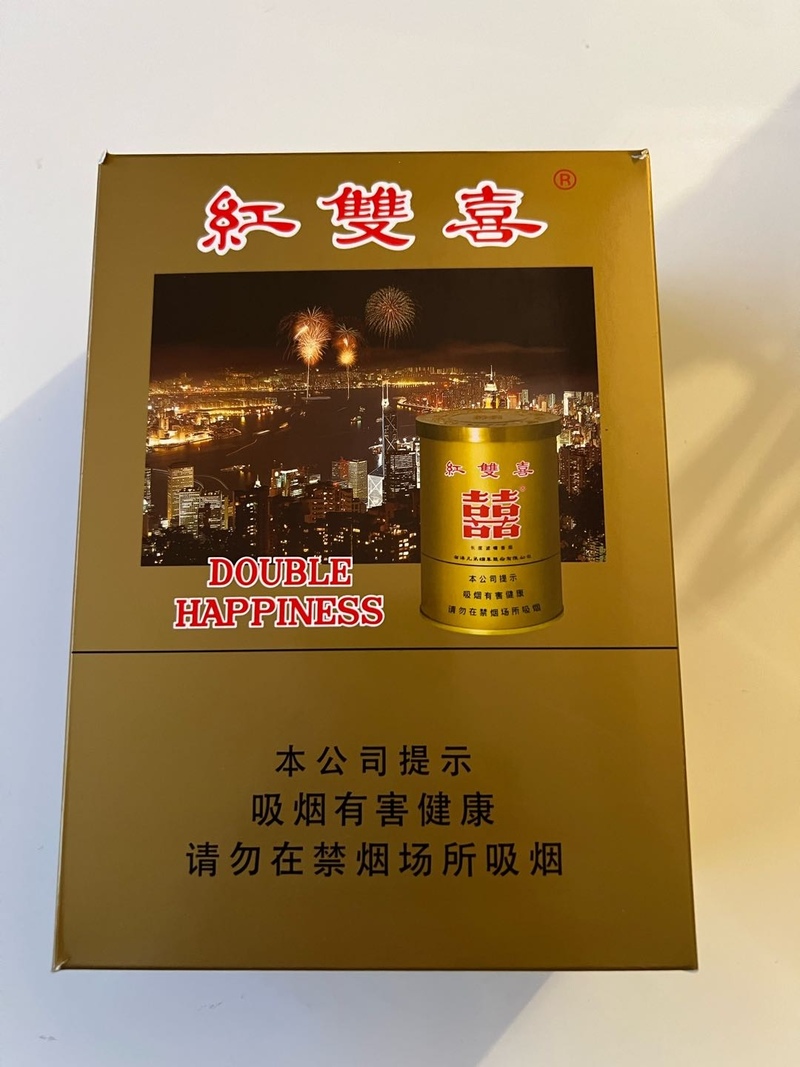 紅雙喜®
DOUBLE
HAPPINESS
紅雙喜
囍®
本公司提示
吸烟有害健康
请勿在禁烟场所吸烟
本公司提示
吸烟有害健康
请勿在禁烟场所吸烟